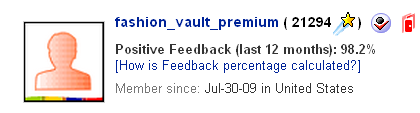 fashion_vault_premium ( 21294 )
Positive Feedback (last 12 months): 98.2%
[How is Feedback percentage calculated?]
Member since: Jul-30-09 in United States